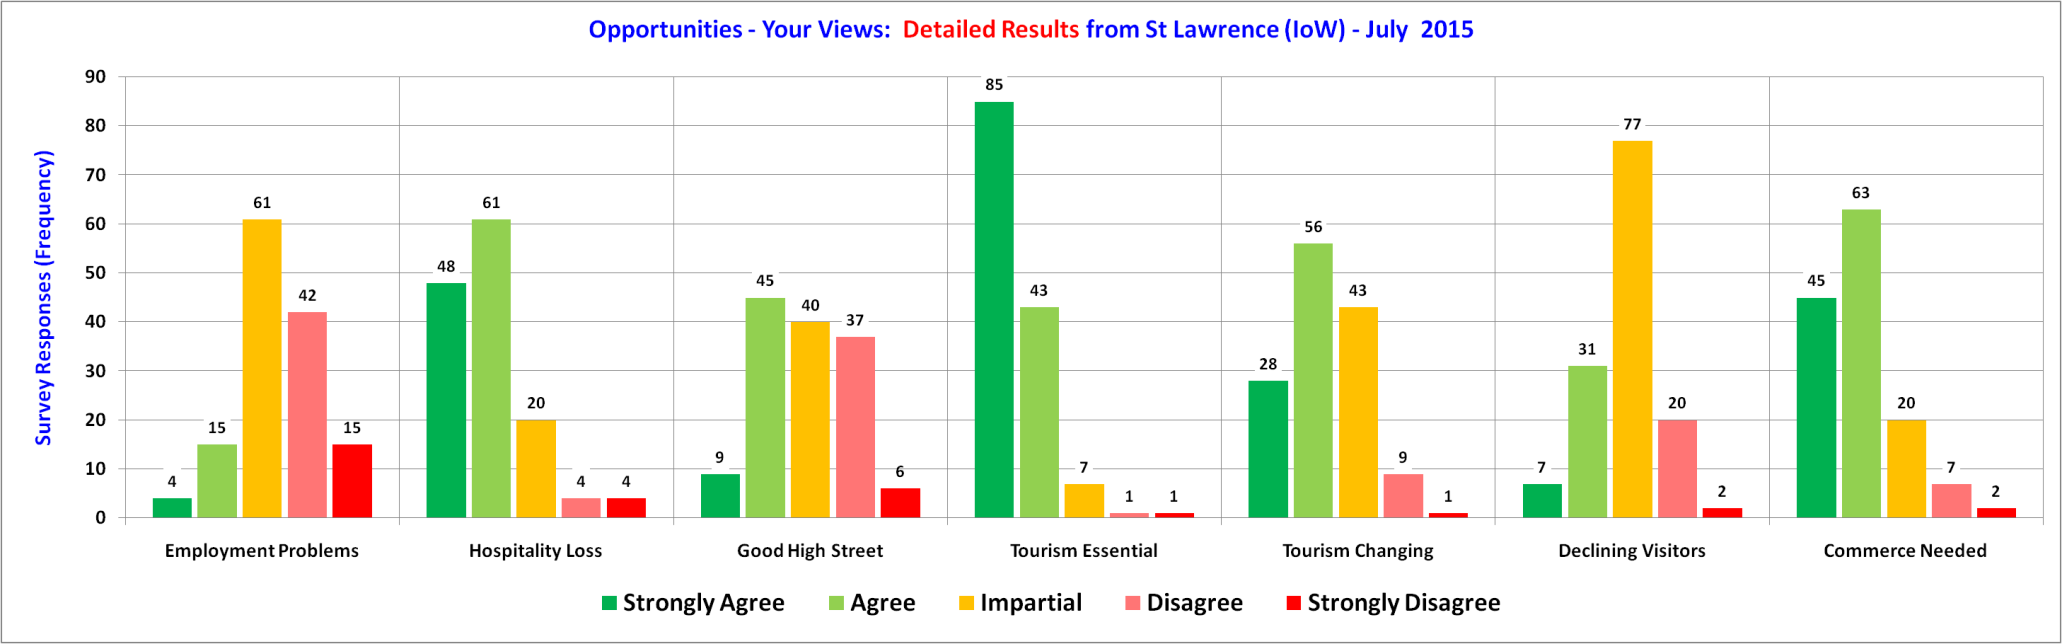 Opportunities - Your Views: Detailed Results from St Lawrence (IoW) - July 2015
Survey Responses (Frequency)
90
80
70
60
50
40
30
20
10
0
4 15 61 42 15
48 61 20 4 4
9 45 40 37 6
85 43 7 1 1
28 56 43 9 1
7 31 77 20 2
45 63 20 7 2
Employment Problems Hospitality Loss Good High Street Tourism Essential Tourism Changing Declining Visitors Commerce Needed
Strongly Agree Agree Impartial Disagree Strongly Disagree